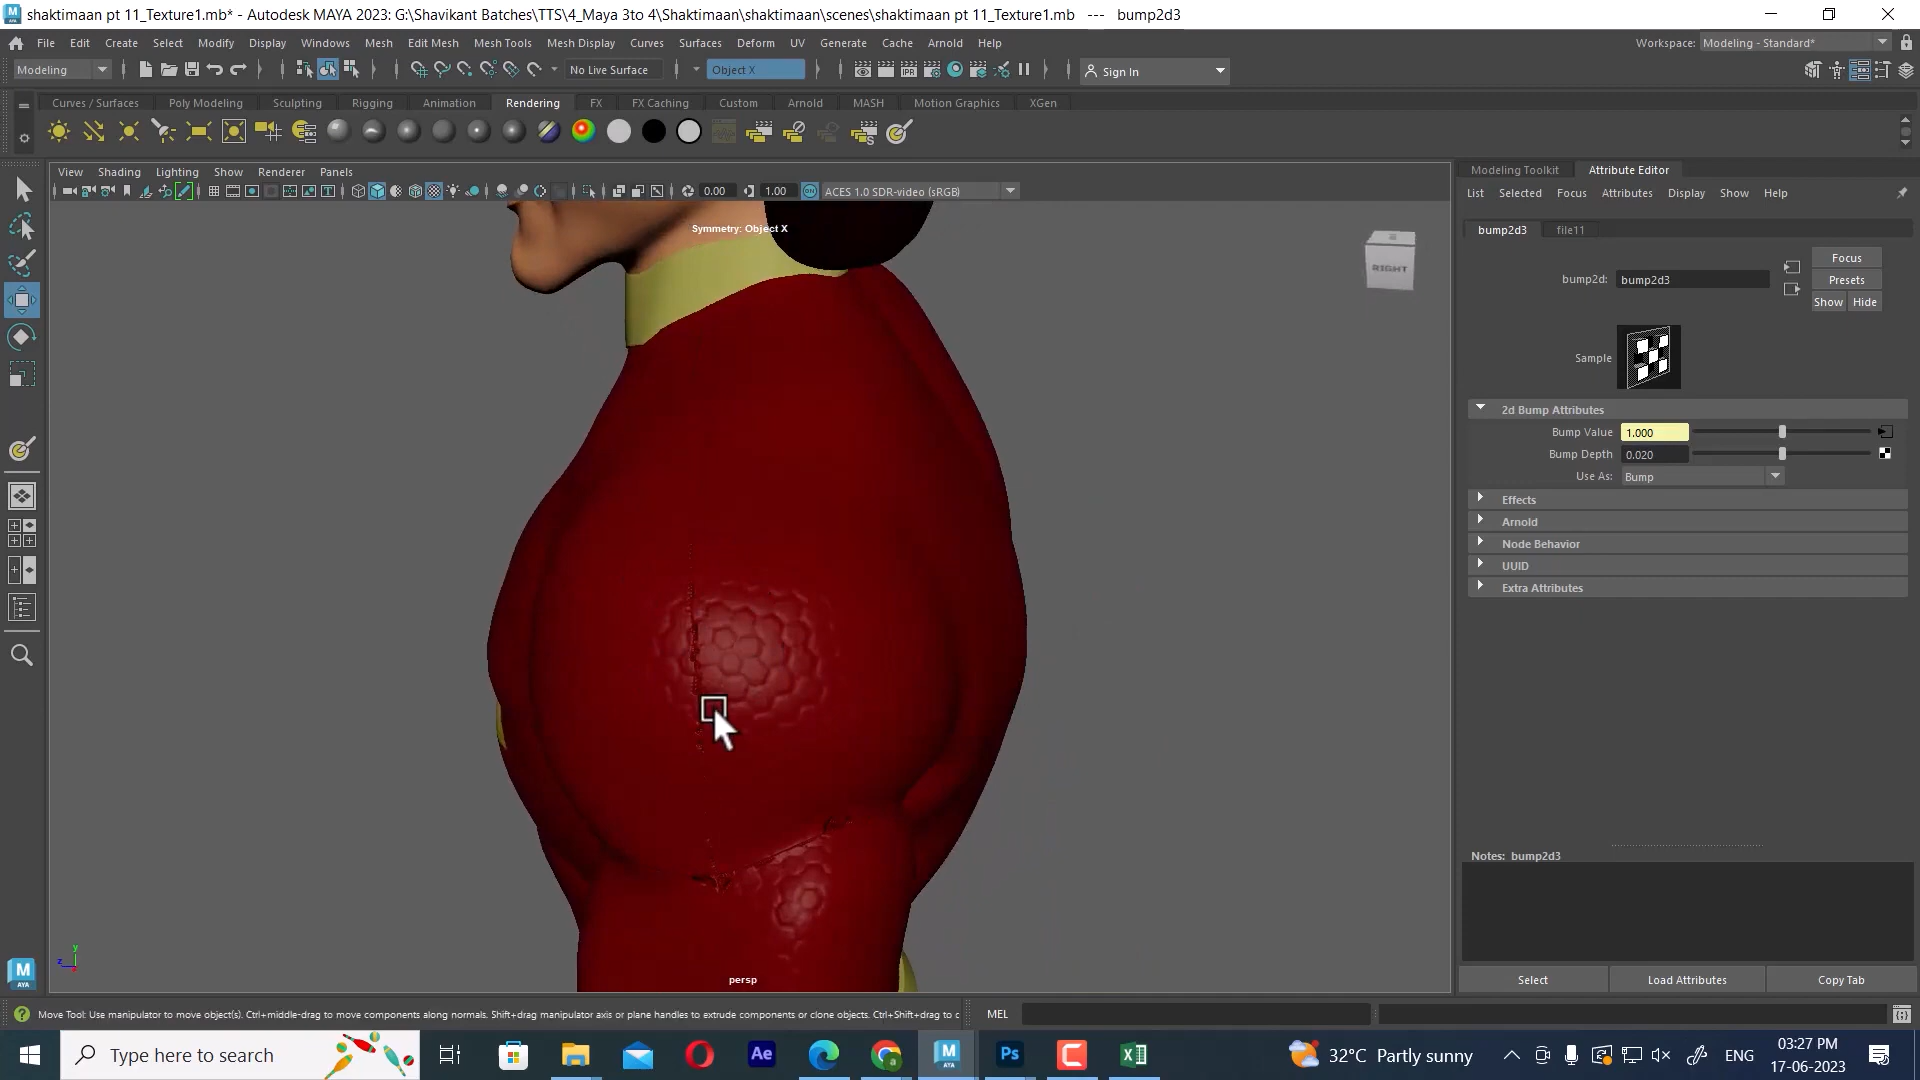 shaktimaan pt 11_Texture1.mb* - Autodesk MAYA 2023: G:\Shavikant Batches\TTS\4_Maya 3to 4\Shaktimaan\shaktimaan\scenes\shaktimaan pt 11_Texture1.mb --- bump2d3
File Edit Create Select Modify Display Windows Mesh Edit Mesh Mesh Tools Mesh Display Curves Surfaces Deform UV Generate Cache Arnold Help
Workspace: Modeling - Standard*
Modeling No Live Surface Object X Sign In
Curves / Surfaces Poly Modeling Sculpting Rigging Animation Rendering FX FX Caching Custom Arnold MASH Motion Graphics XGen
View Shading Lighting Show Renderer Panels
0.00 1.00 ACES 1.0 SDR-video (sRGB)
Symmetry: Object X
RIGHT
persp
Modeling Toolkit Attribute Editor
List Selected Focus Attributes Display Show Help
bump2d3 file11
bump2d: bump2d3
Focus
Presets
Show Hide
Sample
2d Bump Attributes
Bump Value 1.000
Bump Depth 0.020
Use As: Bump
Effects
Arnold
Node Behavior
UUID
Extra Attributes
Notes: bump2d3
Select Load Attributes Copy Tab
Move Tool: Use manipulator to move object(s). Ctrl+middle-drag to move components along normals. Shift+drag manipulator axis or plane handles to extrude components or clone objects. Ctrl+Shift+drag to c
MEL
Type here to search
32°C Partly sunny
ENG
03:27 PM
17-06-2023